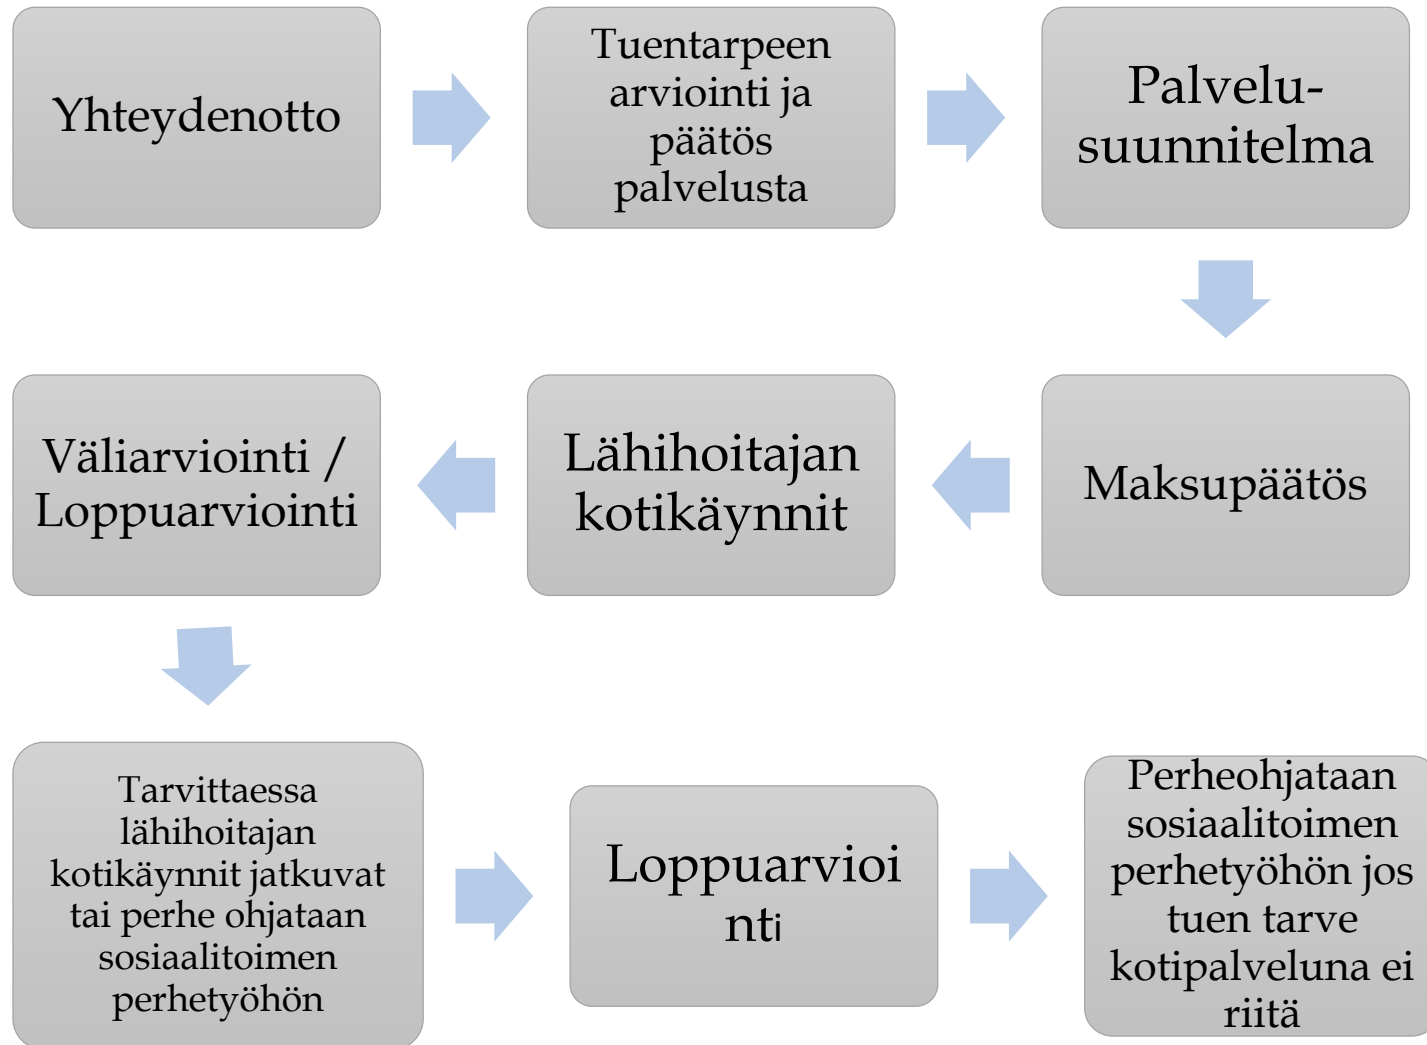 Yhteydenotto
Tuentarpeen
arviointi ja
päätös
palvelusta
Palvelu-
suunnitelma
Maksupäätös
Lähihoitajan
kotikäynnit
Väliarviointi /
Loppuarviointi
Tarvittaessa
lähihoitajan
kotikäynnit jatkuvat
tai perhe ohjataan
sosiaalitoimen
perhetyöhön
Loppuarvioi
nti
Perheohjataan
sosiaalitoimen
perhetyöhön jos
tuen tarve
kotipalveluna ei
riitä